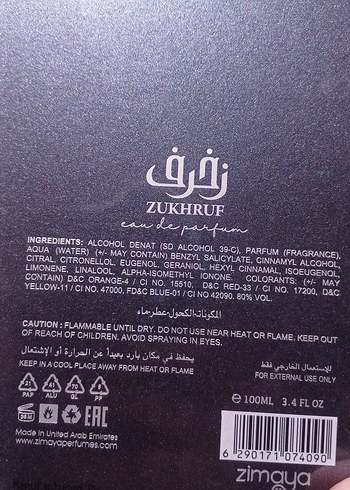 زخرف
ZUKHRUF
eau de parfum
INGREDIENTS: ALCOHOL DENAT (SD ALCOHOL 39-C), PARFUM (FRAGRANCE),
AQUA (WATER) (+/- MAY CONTAIN) BENZYL SALICYLATE, CINNAMYL ALCOHOL,
CITRAL, CITRONELLOL, EUGENOL, GERANIOL, HEXYL CINNAMAL, ISOEUGENOL,
LIMONENE, LINALOOL, ALPHA-ISOMETHYL IONONE. COLORANTS: (+/- MAY
CONTAIN) D&C ORANGE-4 / CI NO. 15510, D&C RED-33 / CI NO. 17200, D&C
YELLOW-11 / CI NO. 47000, FD&C BLUE-01 / CI NO 42090. 80% VOL.
المكونات-الكحول-عطر-ماء
CAUTION : FLAMMABLE UNTIL DRY. DO NOT USE NEAR HEAT OR FLAME. KEEP OUT
OF REACH OF CHILDREN. AVOID SPRAYING IN EYES.
يحفظ في مكان بارد بعيداً عن الحرارة أو الإشتعال
للإستعمال الخارجي فقط
KEEP IN A COOL PLACE AWAY FROM HEAT OR FLAME
FOR EXTERNAL USE ONLY
21 PAP
41 ALU
70 GL
℮ 100ML 3.4 FL OZ
EAC
Made in United Arab Emirates
www.zimayaperfumes.com
6 290171 074090
zimaya